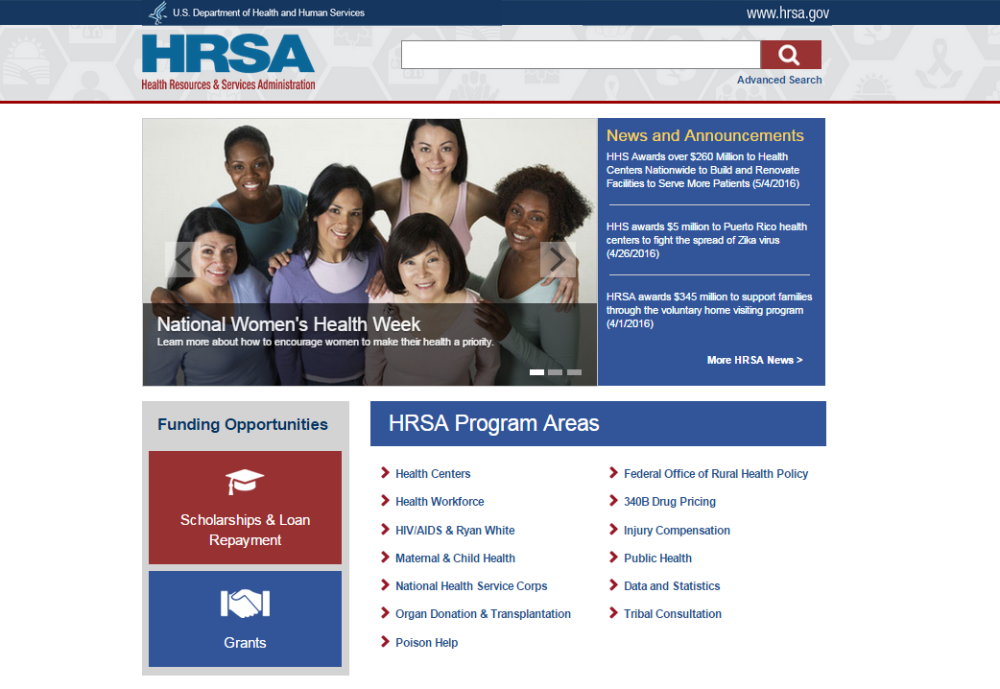 U.S. Department of Health and Human Services
www.hrsa.gov
HRSA
Health Resources & Services Administration
Advanced Search
National Women's Health Week
Learn more about how to encourage women to make their health a priority.
News and Announcements
HHS Awards over $260 Million to Health
Centers Nationwide to Build and Renovate
Facilities to Serve More Patients (5/4/2016)
HHS awards $5 million to Puerto Rico health
centers to fight the spread of Zika virus
(4/26/2016)
HRSA awards $345 million to support families
through the voluntary home visiting program
(4/1/2016)
More HRSA News >
Funding Opportunities
Scholarships & Loan
Repayment
Grants
HRSA Program Areas
Health Centers
Health Workforce
HIV/AIDS & Ryan White
Maternal & Child Health
National Health Service Corps
Organ Donation & Transplantation
Poison Help
Federal Office of Rural Health Policy
340B Drug Pricing
Injury Compensation
Public Health
Data and Statistics
Tribal Consultation